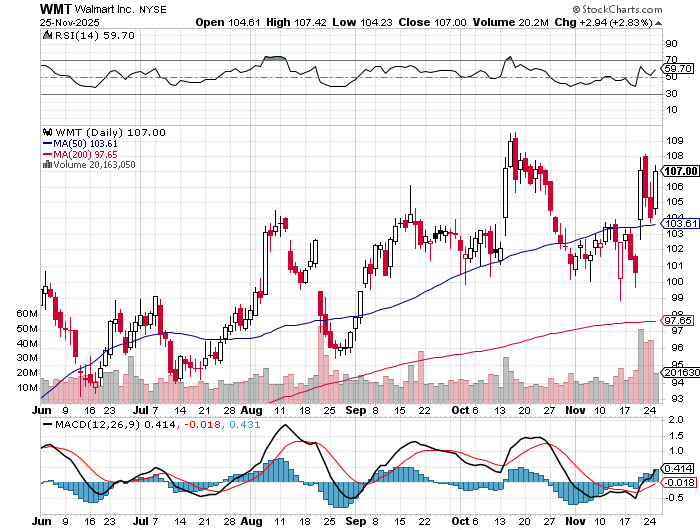 WMT Walmart Inc. NYSE © StockCharts.com
25-Nov-2025 Open 104.61 High 107.42 Low 104.23 Close 107.00 Volume 20.2M Chg +2.94 (+2.83%)
RSI(14) 59.70
90
70
59.70
50
30
10
WMT (Daily) 107.00
MA(50) 103.61
MA(200) 97.65
Volume 20,163,050
109
108
107.00
106
105
104
103.61
103
102
101
100
99
98
97.65
97
96
95
94
93
60M
50M
40M
30M
20M
10M
20163050
Jun 9 16 23 Jul 7 14 21 28 Aug 11 18 25 Sep 8 15 22 Oct 6 13 20 27 Nov 10 17 24
MACD(12,26,9) 0.414, -0.018, 0.431
2.0
1.5
1.0
0.414
-0.018
-0.5
Jun 9 16 23 Jul 7 14 21 28 Aug 11 18 25 Sep 8 15 22 Oct 6 13 20 27 Nov 10 17 24